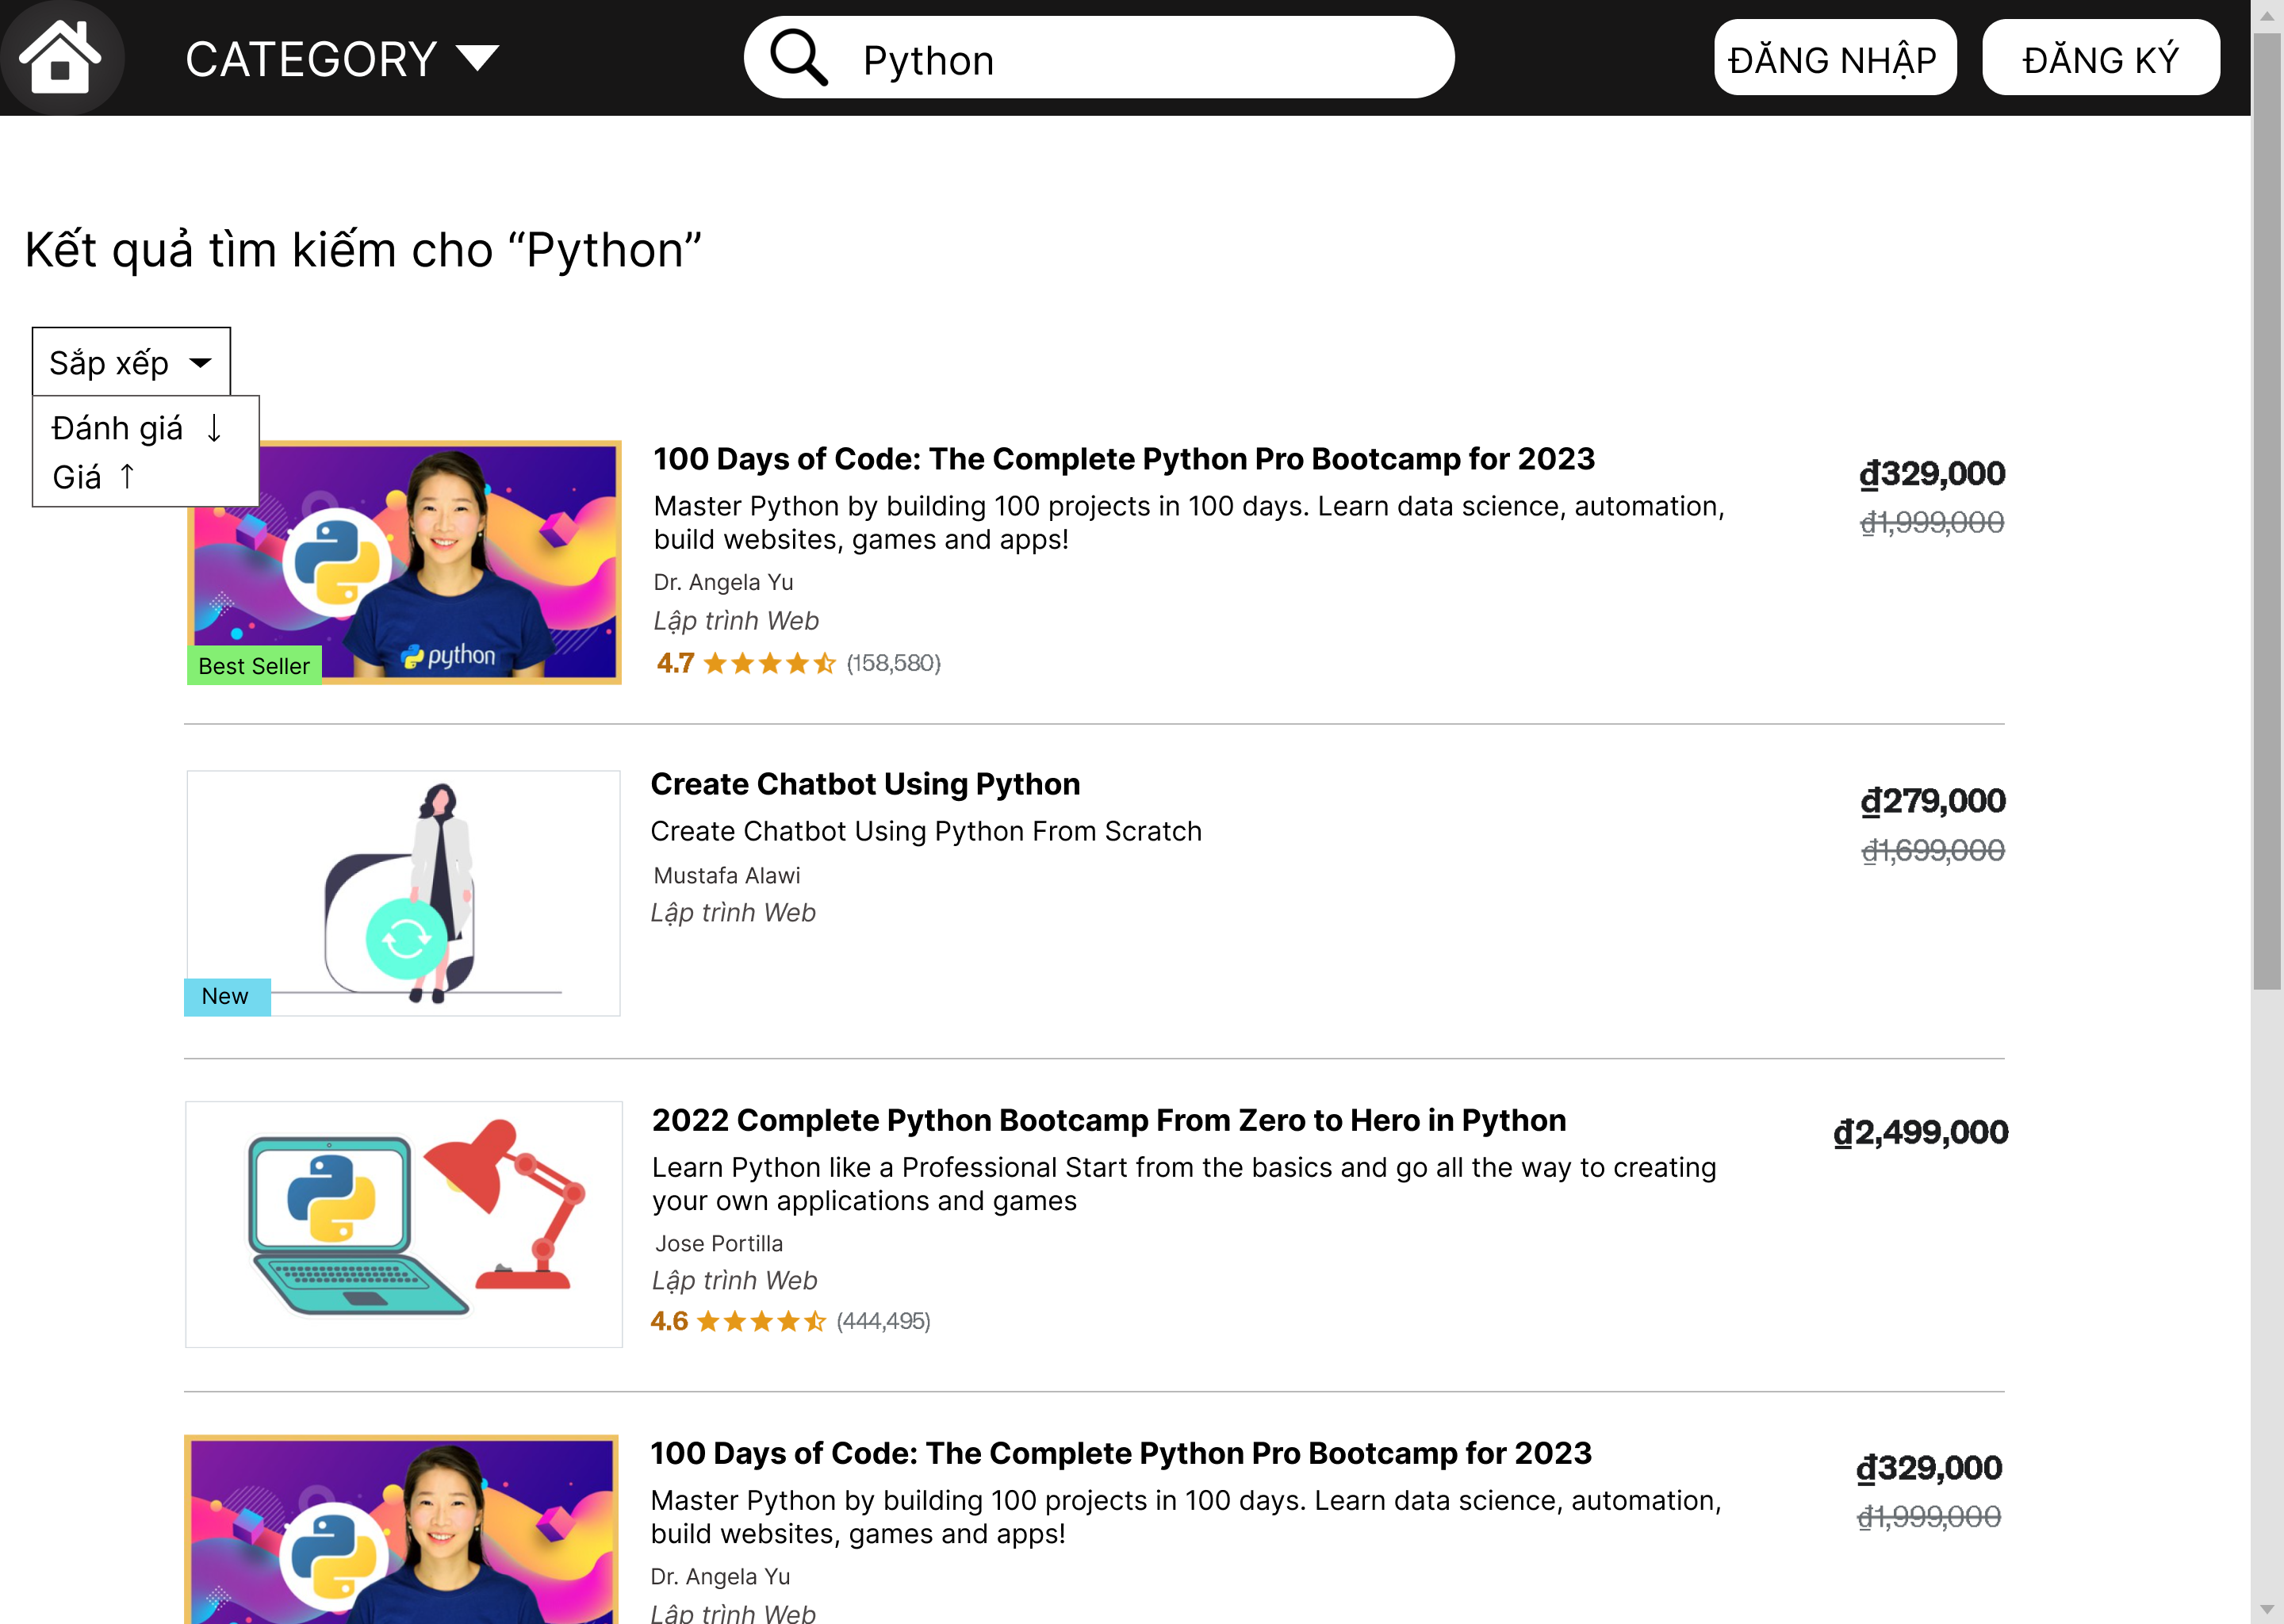 CATEGORY
Python
ĐĂNG NHẬP
ĐĂNG KÝ
Kết quả tìm kiếm cho “Python”
Sắp xếp
Đánh giá ↓
Giá ↑
100 Days of Code: The Complete Python Pro Bootcamp for 2023
Master Python by building 100 projects in 100 days. Learn data science, automation,
build websites, games and apps!
Dr. Angela Yu
Lập trình Web
4.7 (158,580)
₫329,000
₫1,999,000
python
Best Seller
Create Chatbot Using Python
Create Chatbot Using Python From Scratch
Mustafa Alawi
Lập trình Web
₫279,000
₫1,699,000
New
2022 Complete Python Bootcamp From Zero to Hero in Python
Learn Python like a Professional Start from the basics and go all the way to creating
your own applications and games
Jose Portilla
Lập trình Web
4.6 (444,495)
₫2,499,000
100 Days of Code: The Complete Python Pro Bootcamp for 2023
Master Python by building 100 projects in 100 days. Learn data science, automation,
build websites, games and apps!
Dr. Angela Yu
Lập trình Web
₫329,000
₫1,999,000